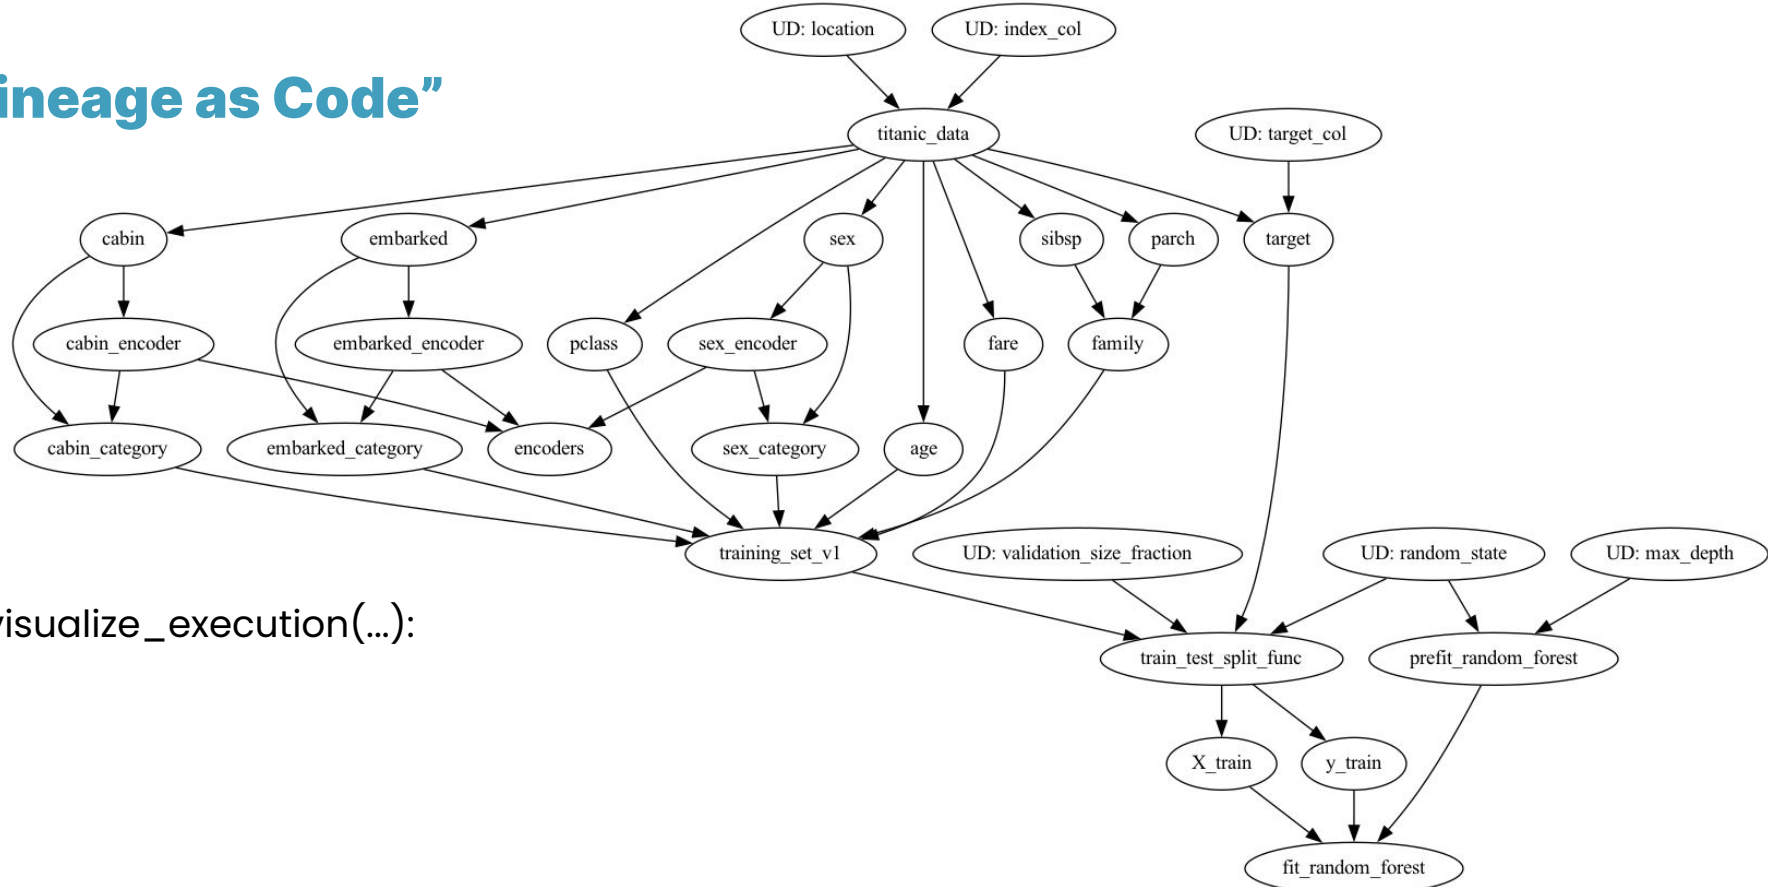 UD: location UD: index_col
ineage as Code”
titanic_data UD: target_col
cabin embarked sex sibsp parch target
cabin_encoder embarked_encoder pclass sex_encoder fare family
cabin_category embarked_category encoders sex_category age
training_set_v1 UD: validation_size_fraction UD: random_state UD: max_depth
visualize_execution(...):
train_test_split_func prefit_random_forest
X_train y_train
fit_random_forest